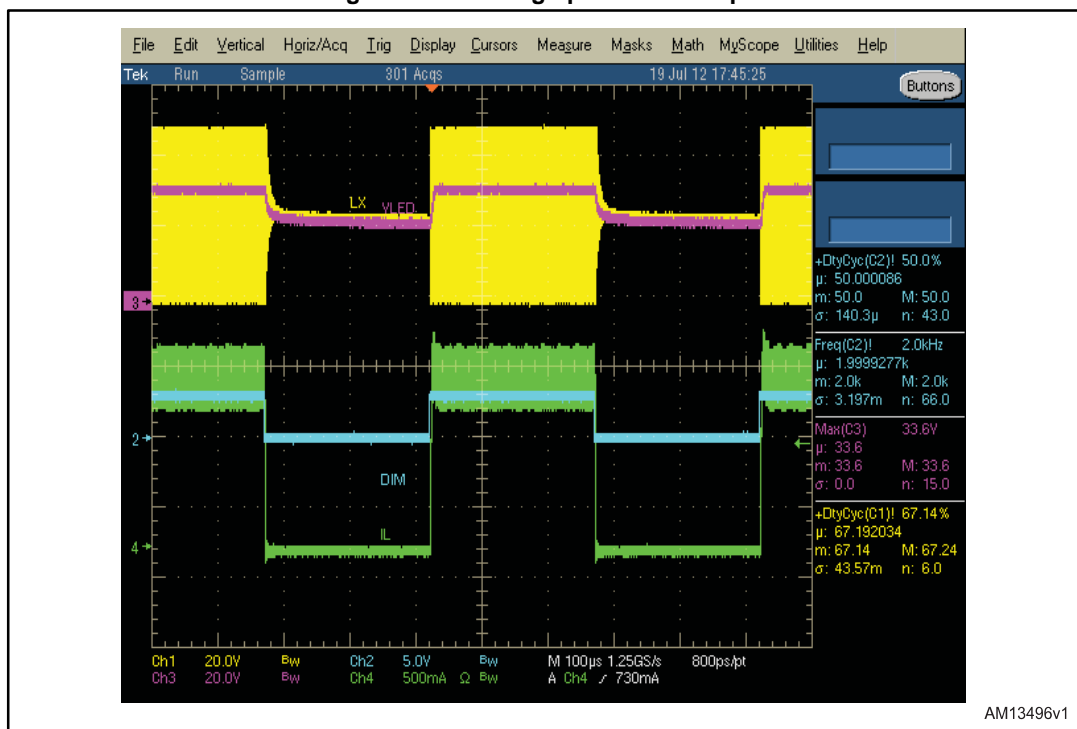 File Edit Vertical Horiz/Acq Trig Display Cursors Measure Masks Math MyScope Utilities Help
Tek Run Sample 301 Acqs 19 Jul 12 17:45:25
Buttons
LX VLED
3
+DtyCyc(C2)! 50.0%
µ: 50.000086
m: 50.0 M: 50.0
σ: 140.3µ n: 43.0
Freq(C2)! 2.0kHz
µ: 1.9999277k
m: 2.0k M: 2.0k
σ: 3.197m n: 66.0
Max(C3) 33.6V
µ: 33.6
m: 33.6 M: 33.6
σ: 0.0 n: 15.0
2
DIM
+DtyCyc(C1)! 67.14%
µ: 67.192034
m: 67.14 M: 67.24
σ: 43.57m n: 6.0
IL
4
Ch1 20.0V Bw Ch2 5.0V Bw M 100µs 1.25GS/s 800ps/pt
Ch3 20.0V Bw Ch4 500mA Ω Bw A Ch4 / 730mA
AM13496v1